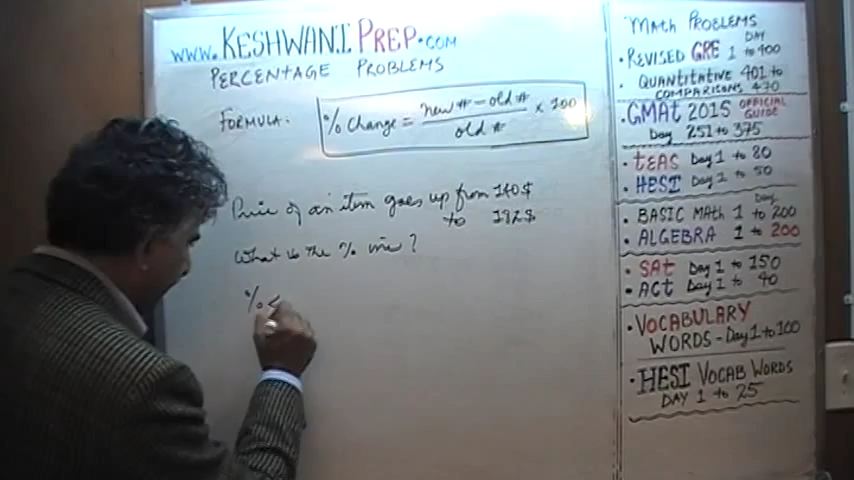 www.KESHWANIPREP.COM
PERCENTAGE PROBLEMS
FORMULA: % Change = new # - old # / old # × 100
Price of an item goes up from 140$
to 192$
What is the % inc ?
% c
MATH PROBLEMS
DAY
• REVISED GRE 1 to 400
• QUANTITATIVE 401 to
COMPARISONS 470
• GMAT 2015 OFFICIAL GUIDE
Day 251 to 375
• TEAS Day 1 to 80
• HESI Day 1 to 50
Day
• BASIC MATH 1 to 200
• ALGEBRA 1 to 200
• SAT Day 1 to 150
• ACT Day 1 to 40
• VOCABULARY
WORDS - Day 1 to 100
• HESI VOCAB WORDS
DAY 1 to 25